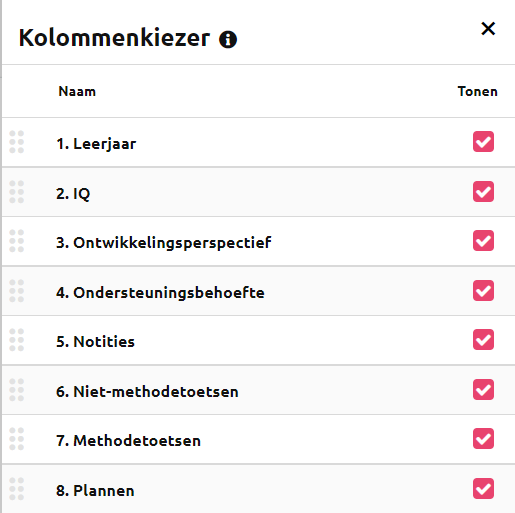 Kolommenkiezer
Naam Tonen
1. Leerjaar
2. IQ
3. Ontwikkelingsperspectief
4. Ondersteuningsbehoefte
5. Notities
6. Niet-methodetoetsen
7. Methodetoetsen
8. Plannen